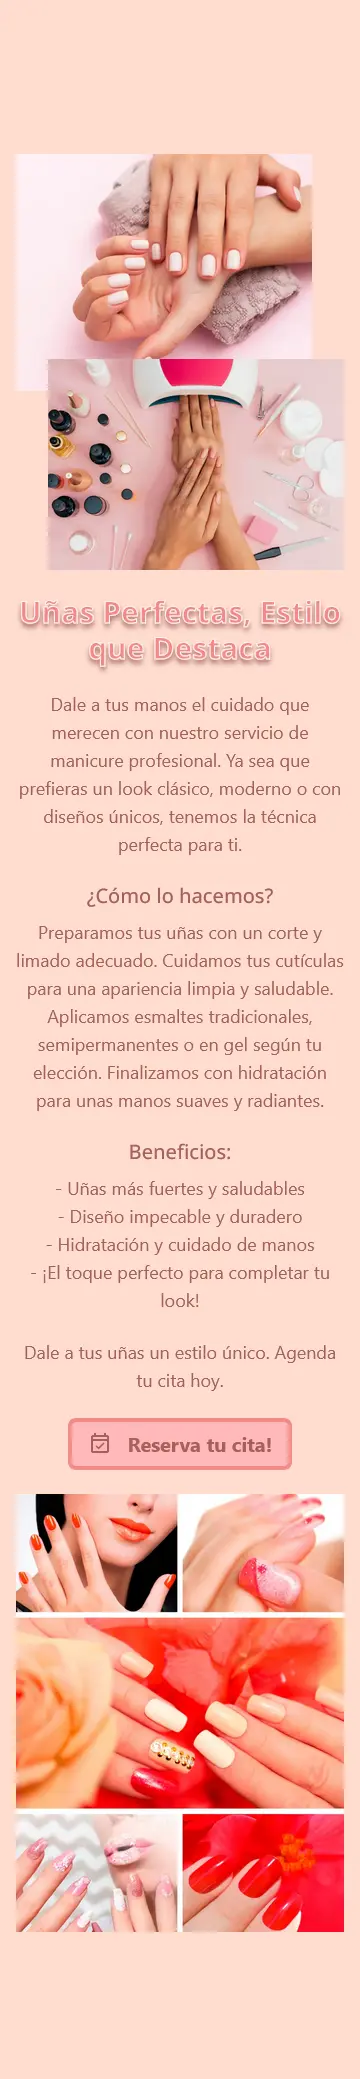 Uñas Perfectas, Estilo
que Destaca
Dale a tus manos el cuidado que
merecen con nuestro servicio de
manicure profesional. Ya sea que
prefieras un look clásico, moderno o con
diseños únicos, tenemos la técnica
perfecta para ti.
¿Cómo lo hacemos?
Preparamos tus uñas con un corte y
limado adecuado. Cuidamos tus cutículas
para una apariencia limpia y saludable.
Aplicamos esmaltes tradicionales,
semipermanentes o en gel según tu
elección. Finalizamos con hidratación
para unas manos suaves y radiantes.
Beneficios:
- Uñas más fuertes y saludables
- Diseño impecable y duradero
- Hidratación y cuidado de manos
- ¡El toque perfecto para completar tu
look!
Dale a tus uñas un estilo único. Agenda
tu cita hoy.
Reserva tu cita!